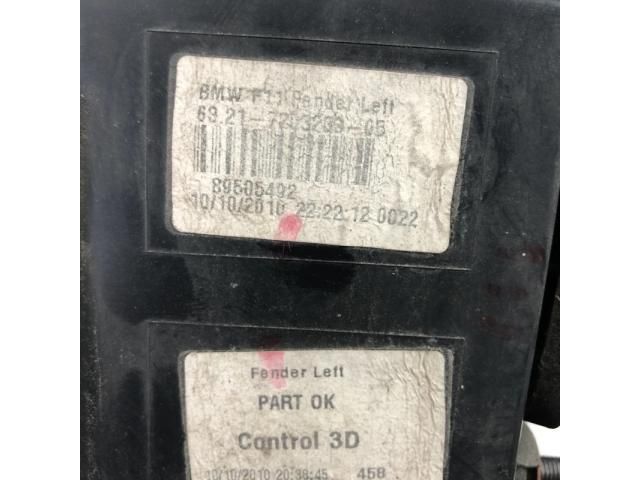 BMW F11 Fender Left
89605492
10/10/2010 22:22:12 0022
Fender Left
PART OK
Control 3D
10/10/2010 20:38:45 458